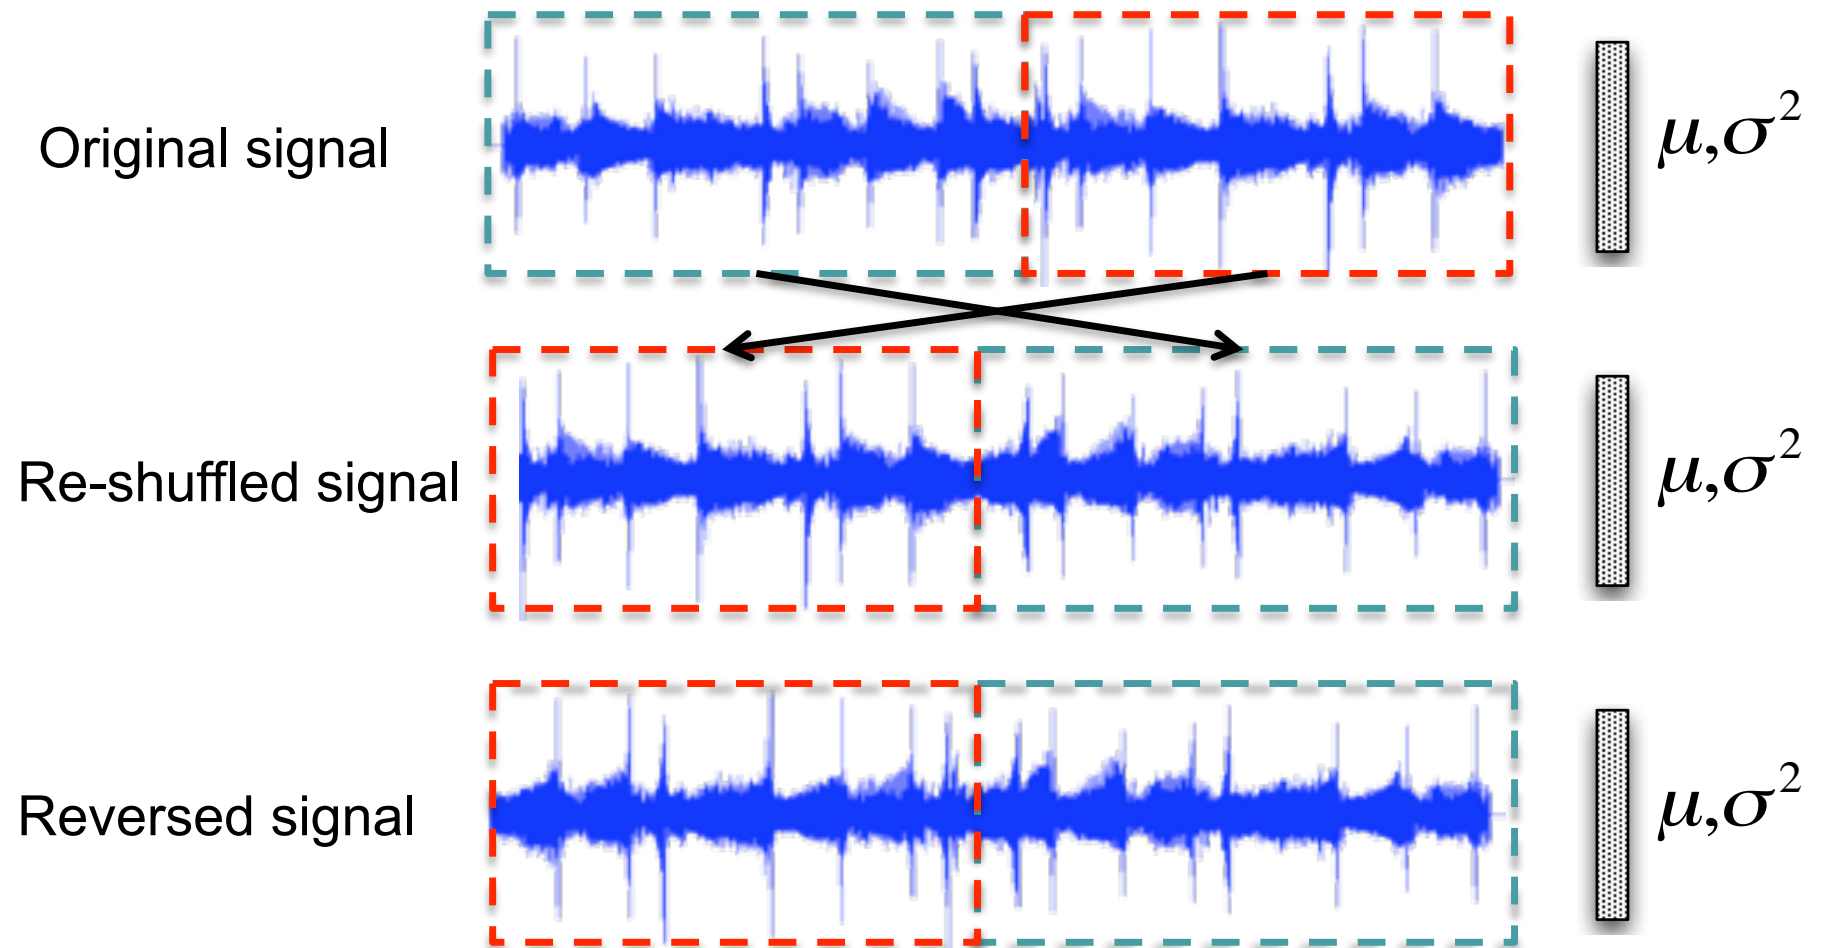 Original signal
μ,σ²
Re-shuffled signal
μ,σ²
Reversed signal
μ,σ²